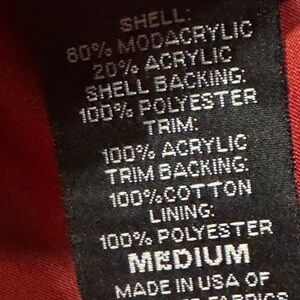 SHELL:
80% MODACRYLIC
20% ACRYLIC
SHELL BACKING:
100% POLYESTER
TRIM:
100% ACRYLIC
TRIM BACKING:
100% COTTON
LINING:
100% POLYESTER
MEDIUM
MADE IN USA OF
FABRICS